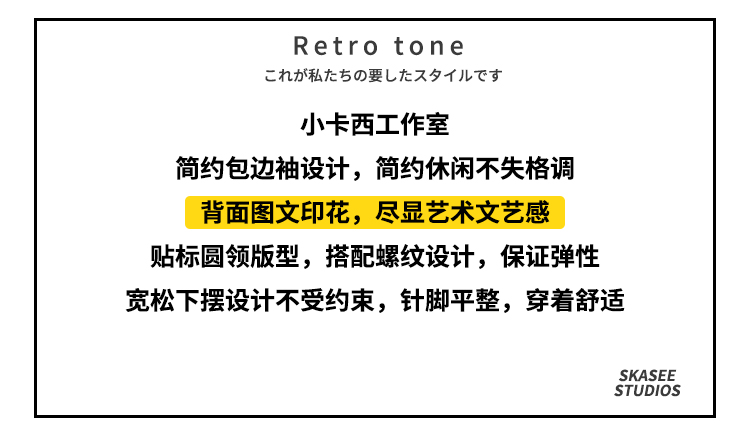 Retro tone
これが私たちの要したスタイルです
小卡西工作室
简约包边袖设计，简约休闲不失格调
背面图文印花，尽显艺术文艺感
贴标圆领版型，搭配螺纹设计，保证弹性
宽松下摆设计不受约束，针脚平整，穿着舒适
SKASEE
STUDIOS